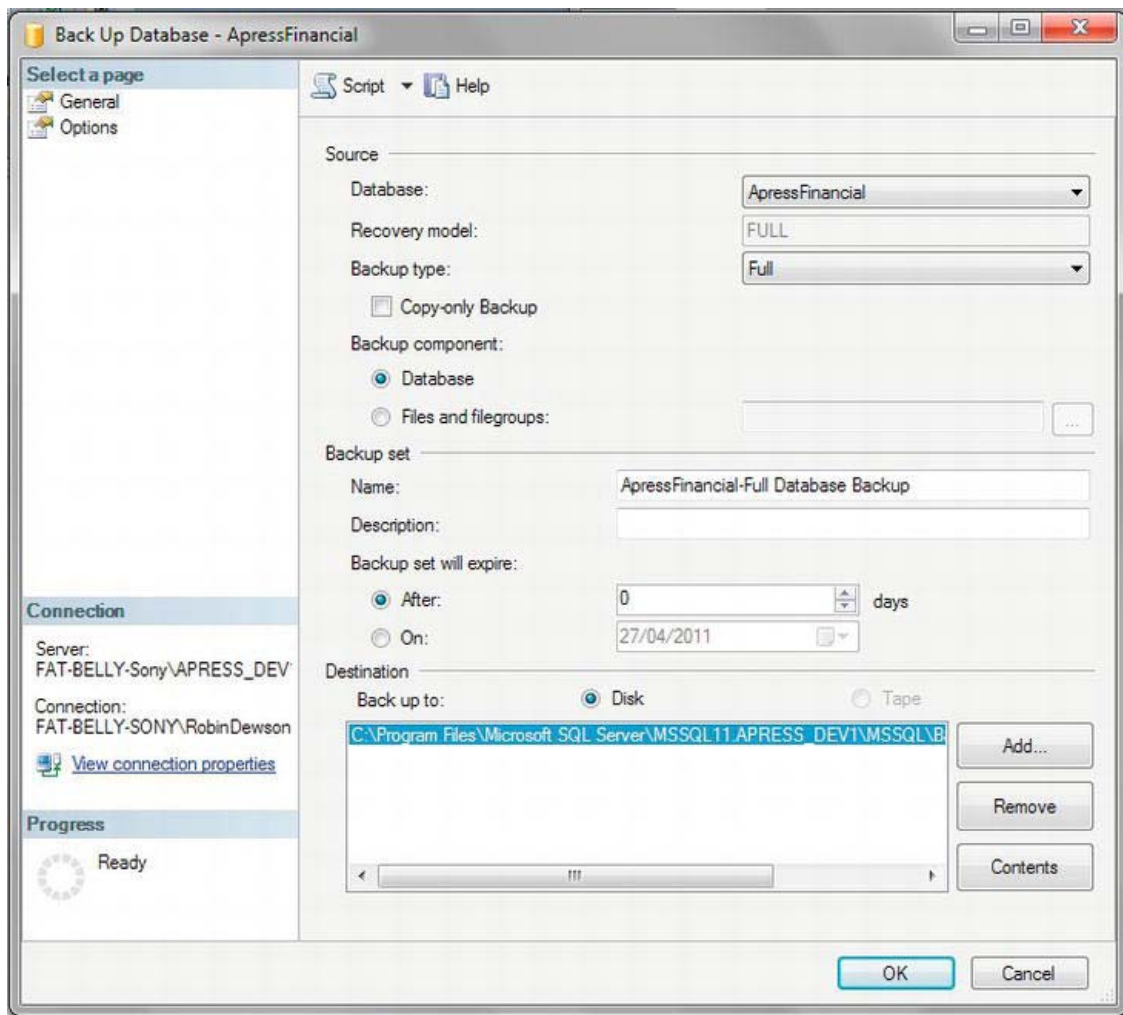 Back Up Database - ApressFinancial
Select a page
General
Options
Script
Help
Source
Database:
ApressFinancial
Recovery model:
FULL
Backup type:
Full
Copy-only Backup
Backup component:
Database
Files and filegroups:
...
Backup set
Name:
ApressFinancial-Full Database Backup
Description:
Backup set will expire:
After:
0
days
On:
27/04/2011
Connection
Server:
FAT-BELLY-Sony\APRESS_DEV
Connection:
FAT-BELLY-SONY\RobinDewson
View connection properties
Progress
Ready
Destination
Back up to:
Disk
Tape
C:\Program Files\Microsoft SQL Server\MSSQL11.APRESS_DEV1\MSSQL\B
Add...
Remove
Contents
OK
Cancel